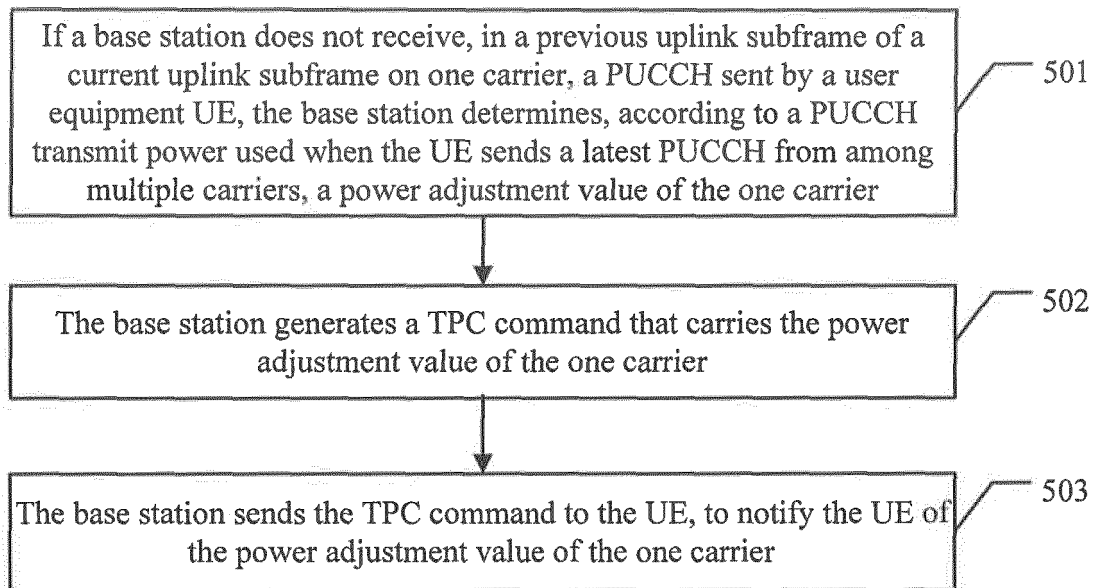 If a base station does not receive, in a previous uplink subframe of a
current uplink subframe on one carrier, a PUCCH sent by a user
equipment UE, the base station determines, according to a PUCCH
transmit power used when the UE sends a latest PUCCH from among
multiple carriers, a power adjustment value of the one carrier
501
The base station generates a TPC command that carries the power
adjustment value of the one carrier
502
The base station sends the TPC command to the UE, to notify the UE of
the power adjustment value of the one carrier
503